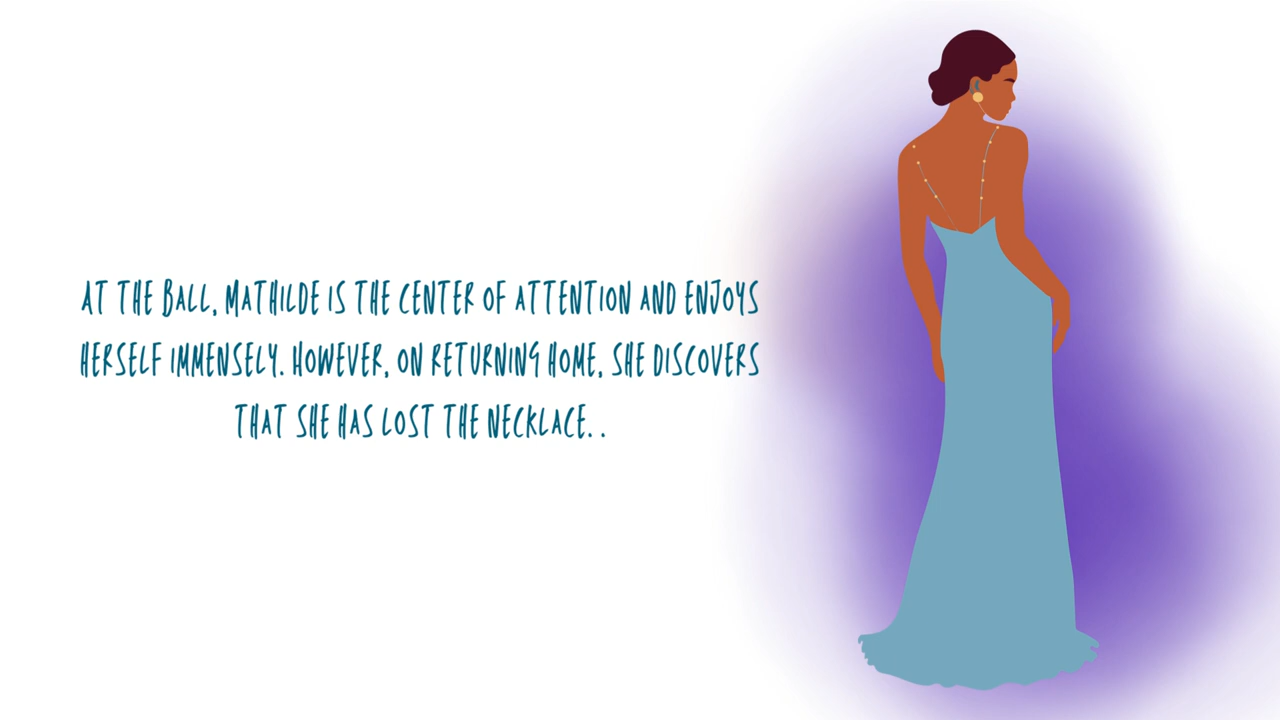 AT THE BALL, MATHILDE IS THE CENTER OF ATTENTION AND ENJOYS
HERSELF IMMENSELY. HOWEVER, ON RETURNING HOME, SHE DISCOVERS
THAT SHE HAS LOST THE NECKLACE. .